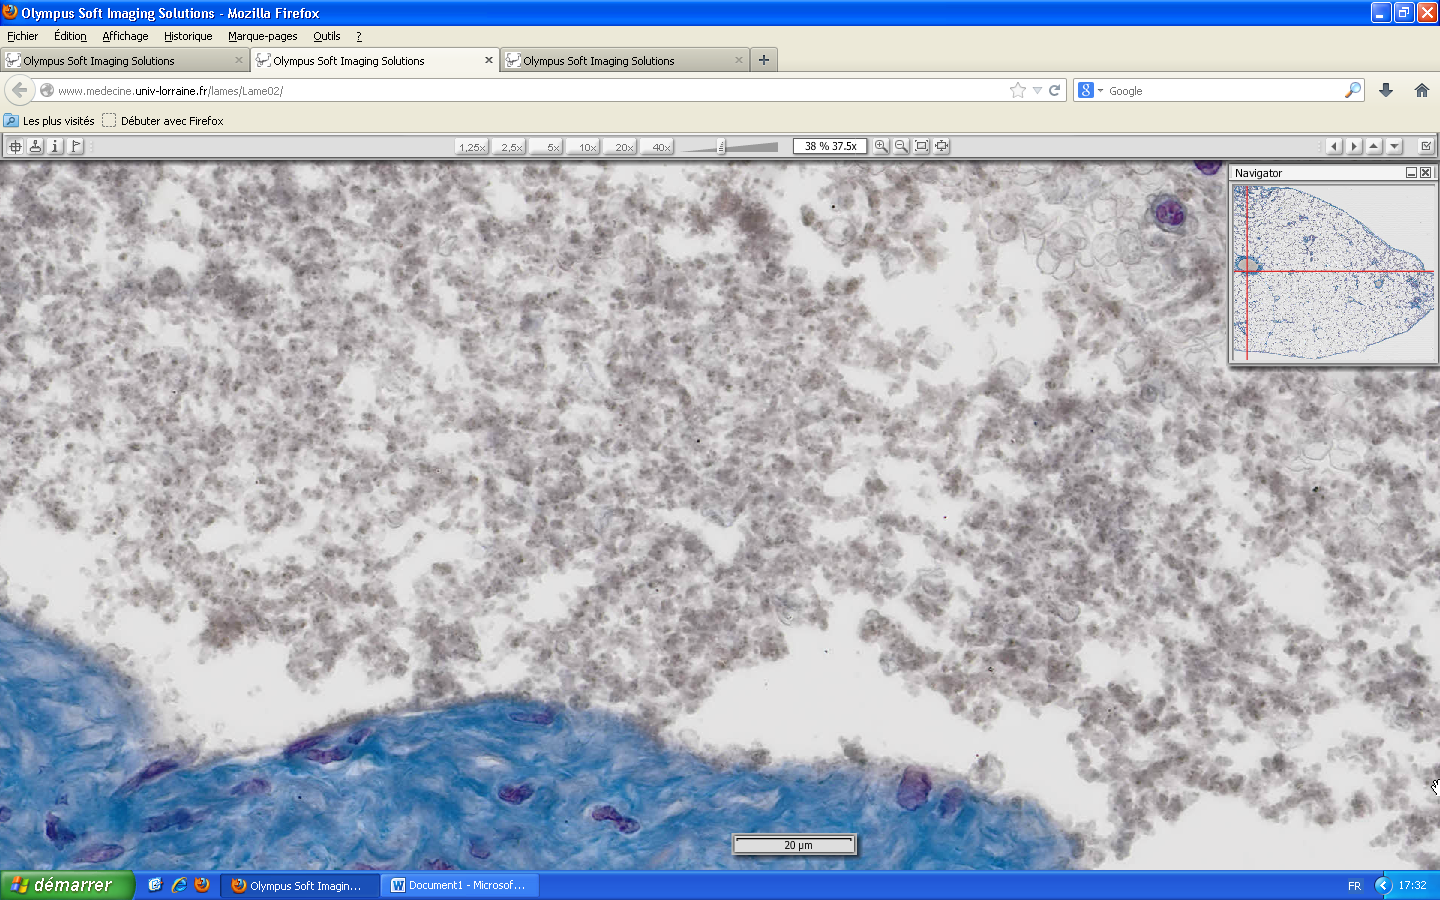 Olympus Soft Imaging Solutions - Mozilla Firefox
Fichier Édition Affichage Historique Marque-pages Outils ?
Olympus Soft Imaging Solutions Olympus Soft Imaging Solutions Olympus Soft Imaging Solutions
www.medecine.univ-lorraine.fr/lames/Lame02/ Google
Les plus visités Débuter avec Firefox
1,25x 2,5x 5x 10x 20x 40x 38 % 37.5x
Navigator
20 µm
démarrer Olympus Soft Imagin... Document1 - Microsof... FR 17:32